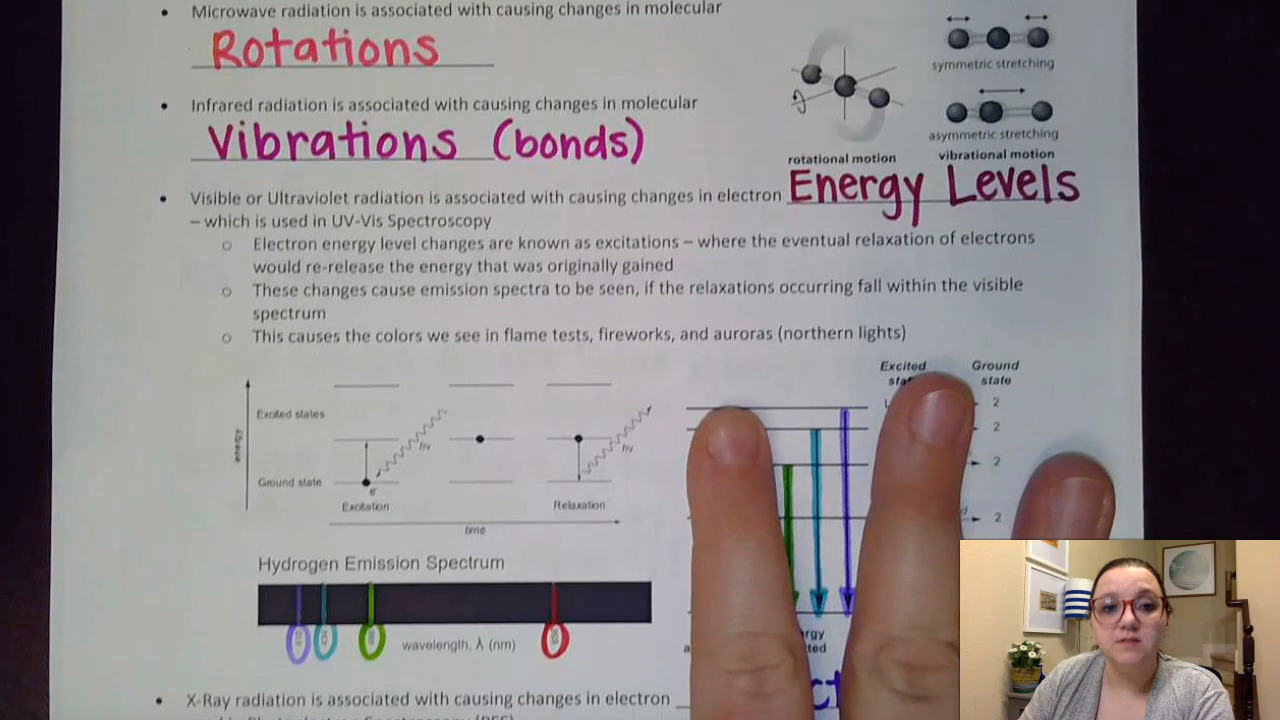 • Microwave radiation is associated with causing changes in molecular
Rotations
• Infrared radiation is associated with causing changes in molecular
Vibrations (bonds)
symmetric stretching
asymmetric stretching
rotational motion
vibrational motion
• Visible or Ultraviolet radiation is associated with causing changes in electron Energy Levels
– which is used in UV-Vis Spectroscopy
o Electron energy level changes are known as excitations – where the eventual relaxation of electrons
would re-release the energy that was originally gained
o These changes cause emission spectra to be seen, if the relaxations occurring fall within the visible
spectrum
o This causes the colors we see in flame tests, fireworks, and auroras (northern lights)
Energy
Excited states
Ground state
hv
hv
e
Excitation
Relaxation
time
Excited
Ground
state
2
2
2
2
Hydrogen Emission Spectrum
wavelength, λ (nm)
• X-Ray radiation is associated with causing changes in electron